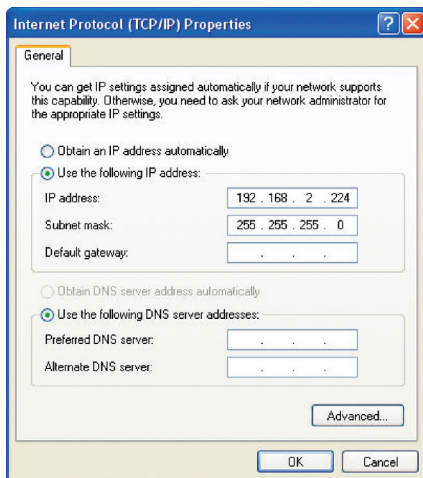 Internet Protocol (TCP/IP) Properties
General
You can get IP settings assigned automatically if your network supports
this capability. Otherwise, you need to ask your network administrator for
the appropriate IP settings.
Obtain an IP address automatically
Use the following IP address:
IP address: 192 . 168 . 2 . 224
Subnet mask: 255 . 255 . 255 . 0
Default gateway: . . .
Obtain DNS server address automatically
Use the following DNS server addresses:
Preferred DNS server: . . .
Alternate DNS server: . . .
Advanced...
OK Cancel